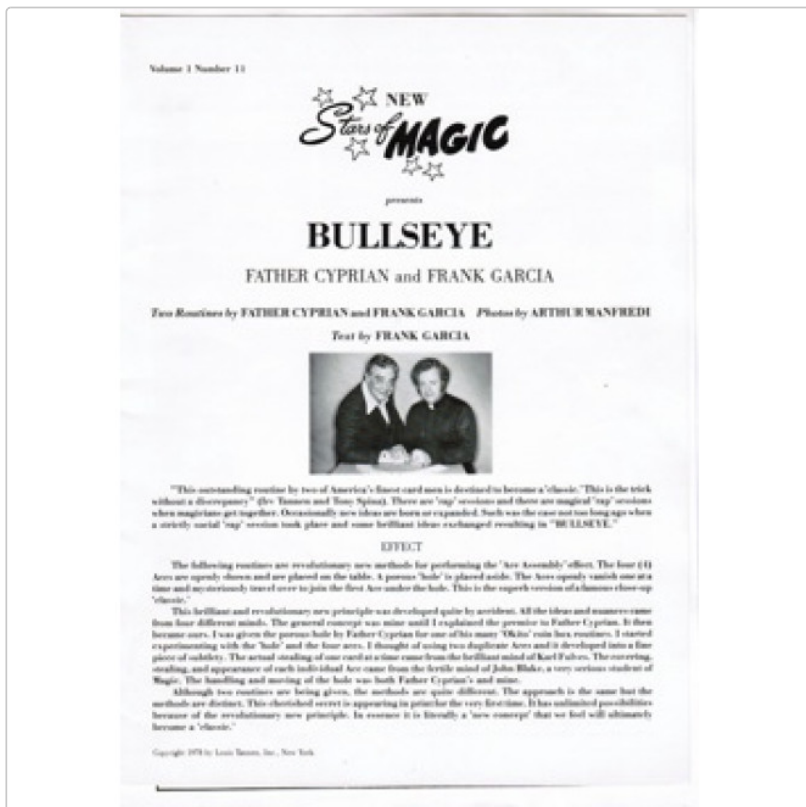 Volume 1 Number 11
NEW
Stars of MAGIC
presents
BULLSEYE
FATHER CYPRIAN and FRANK GARCIA
Two Routines by FATHER CYPRIAN and FRANK GARCIA Photos by ARTHUR MANFREDI
Text by FRANK GARCIA
"This outstanding routine by two of America's finest card men is destined to become a 'classic.' "This is the trick
without a discrepancy" (Irv Tannen and Tony Spina). There are 'rap' sessions and there are magical 'rap' sessions
when magicians get together. Occasionally new ideas are born or expanded. Such was the case not too long ago when
a strictly social 'rap' session took place and some brilliant ideas exchanged resulting in "BULLSEYE."
EFFECT
The following routines are revolutionary new methods for performing the 'Ace Assembly' effect. The four (4)
Aces are openly shown and are placed on the table. A porous 'hole' is placed aside. The Aces openly vanish one at a
time and mysteriously travel over to join the first Ace under the hole. This is the superb version of a famous close-up
'classic.'
This brilliant and revolutionary new principle was developed quite by accident. All the ideas and nuances came
from four different minds. The general concept was mine until I explained the premise to Father Cyprian. It then
became ours. I was given the porous hole by Father Cyprian for one of his many 'Okito' coin box routines. I started
experimenting with the 'hole' and the four aces. I thought of using two duplicate Aces and it developed into a fine
piece of subtlety. The actual stealing of one card at a time came from the brilliant mind of Karl Fulves. The covering,
stealing, and appearance of each individual Ace came from the fertile mind of John Blake, a very serious student of
Magic. The handling and moving of the hole was both Father Cyprian's and mine.
Although two routines are being given, the methods are quite different. The approach is the same but the
methods are distinct. This cherished secret is appearing in print for the very first time. It has unlimited possibilities
because of the revolutionary new principle. In essence it is literally a 'new concept' that we feel will ultimately
become a 'classic.'
Copyright 1978 by Louis Tannen, Inc., New York